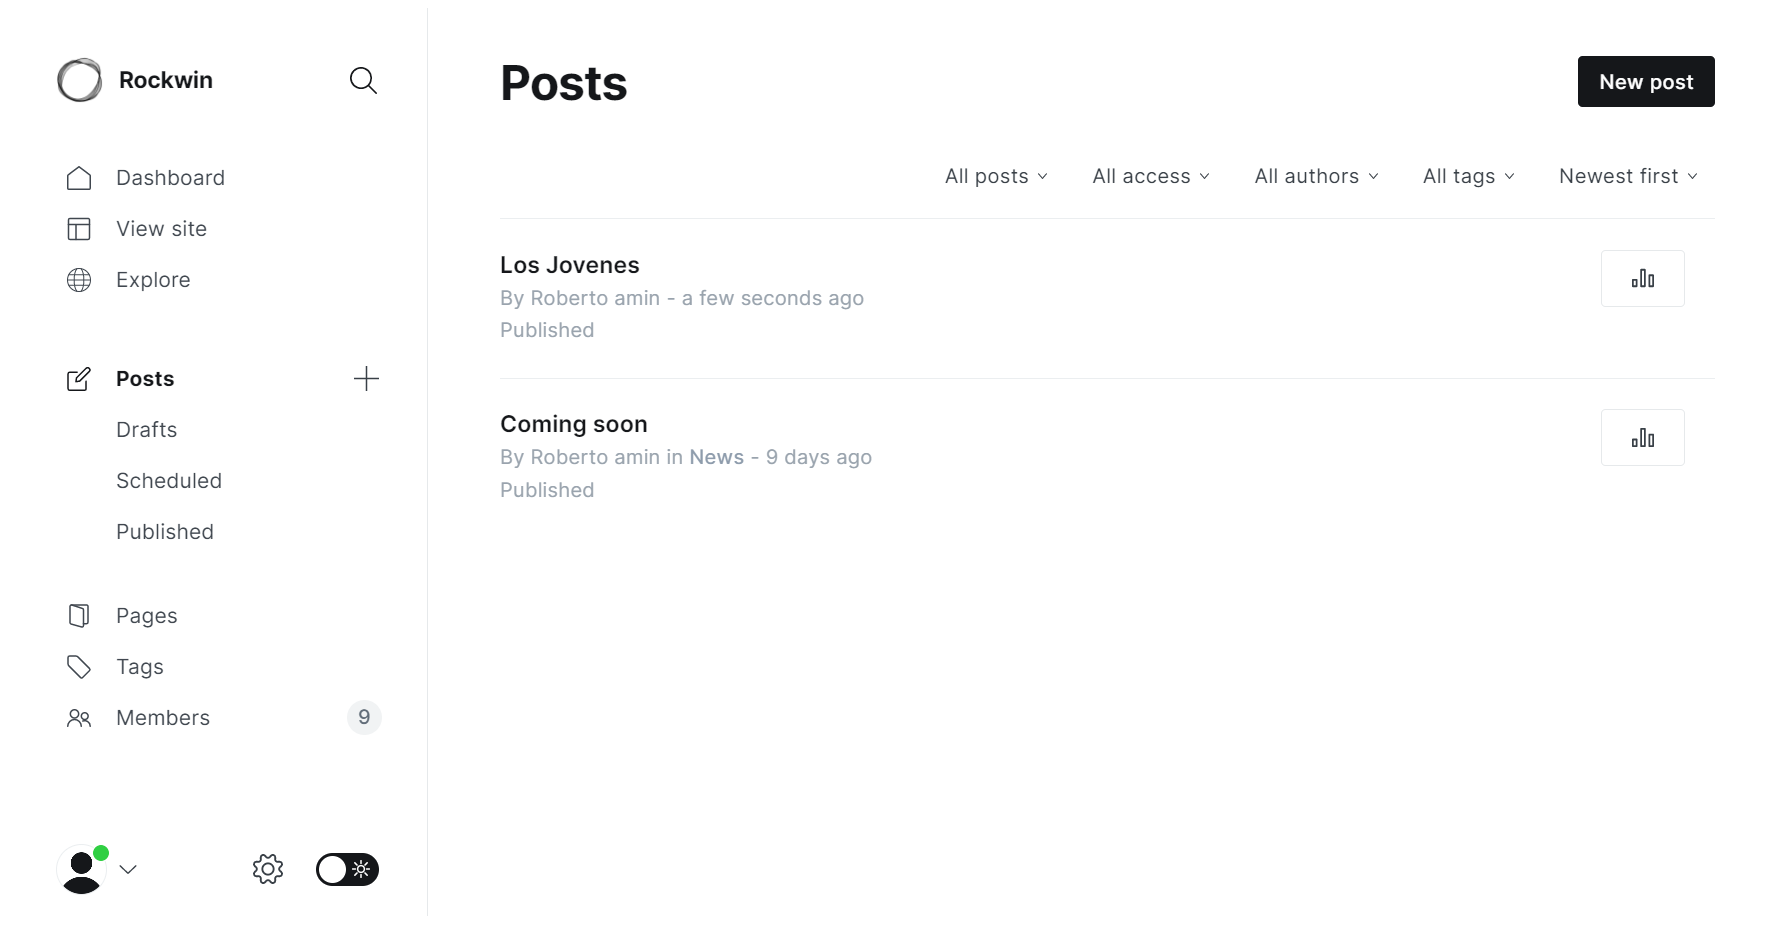 Rockwin
Dashboard
View site
Explore
Posts
Drafts
Scheduled
Published
Pages
Tags
Members 9
Posts
New post
All posts All access All authors All tags Newest first
Los Jovenes
By Roberto amin - a few seconds ago
Published
Coming soon
By Roberto amin in News - 9 days ago
Published